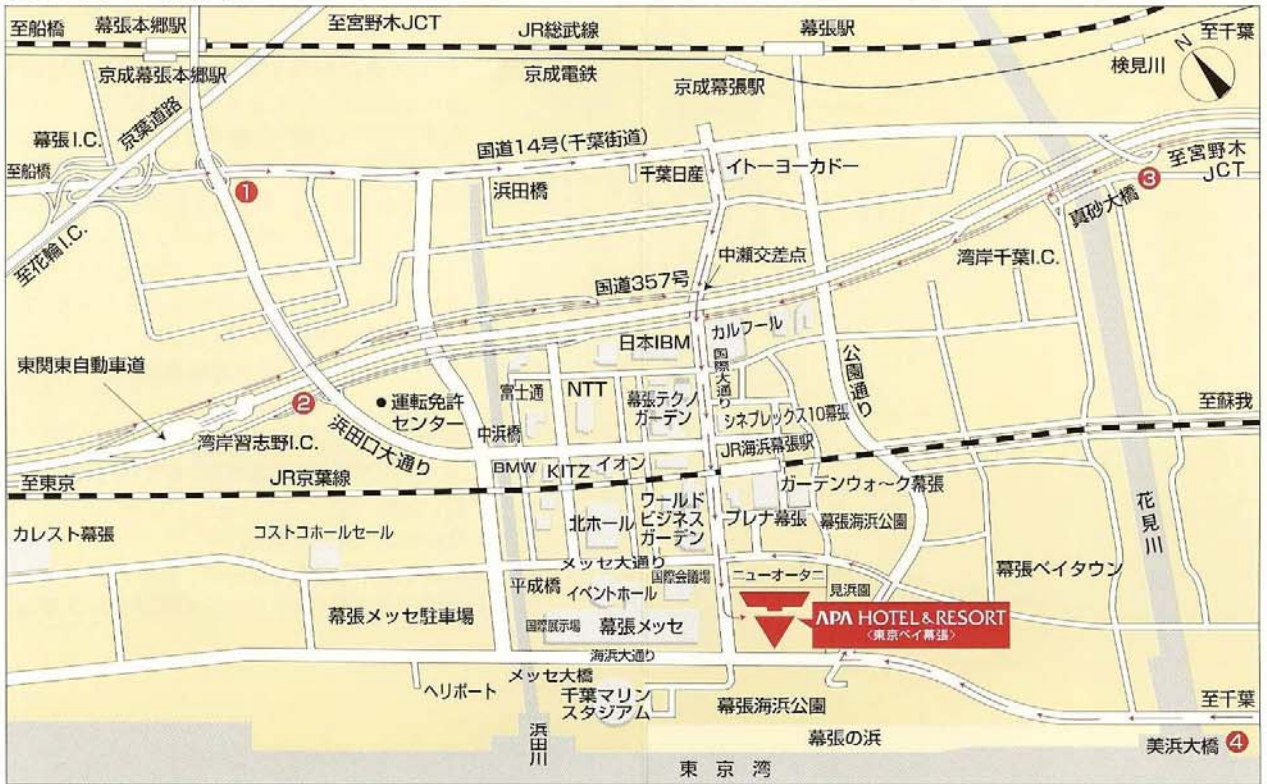 至船橋
幕張本郷駅
至宮野木JCT
JR総武線
幕張駅
至千葉
京成幕張本郷駅
京成電鉄
京成幕張駅
検見川
N
幕張I.C.
京葉道路
国道14号(千葉街道)
至船橋
1
浜田橋
千葉日産
イトーヨーカドー
至宮野木
JCT
3
真砂大橋
至花輪I.C.
中瀬交差点
湾岸千葉I.C.
国道357号
日本IBM
カルフール
国際大通り
公園通り
東関東自動車道
2
運転免許
センター
富士通
NTT
幕張テクノ
ガーデン
シネプレックス10幕張
至蘇我
湾岸習志野I.C.
浜田口大通り
中浜橋
BMW
KITZ
イオン
JR海浜幕張駅
至東京
JR京葉線
ガーデンウォ〜ク幕張
カレスト幕張
コストコホールセール
北ホール
ワールド
ビジネス
ガーデン
プレナ幕張
幕張海浜公園
花見川
メッセ大通り
国際会議場
ニューオータニ
見浜園
幕張ベイタウン
平成橋
イベントホール
幕張メッセ駐車場
国際展示場
幕張メッセ
APA HOTEL & RESORT
〈東京ベイ幕張〉
海浜大通り
メッセ大橋
ヘリポート
千葉マリン
スタジアム
幕張海浜公園
至千葉
浜田川
幕張の浜
美浜大橋
4
東京湾